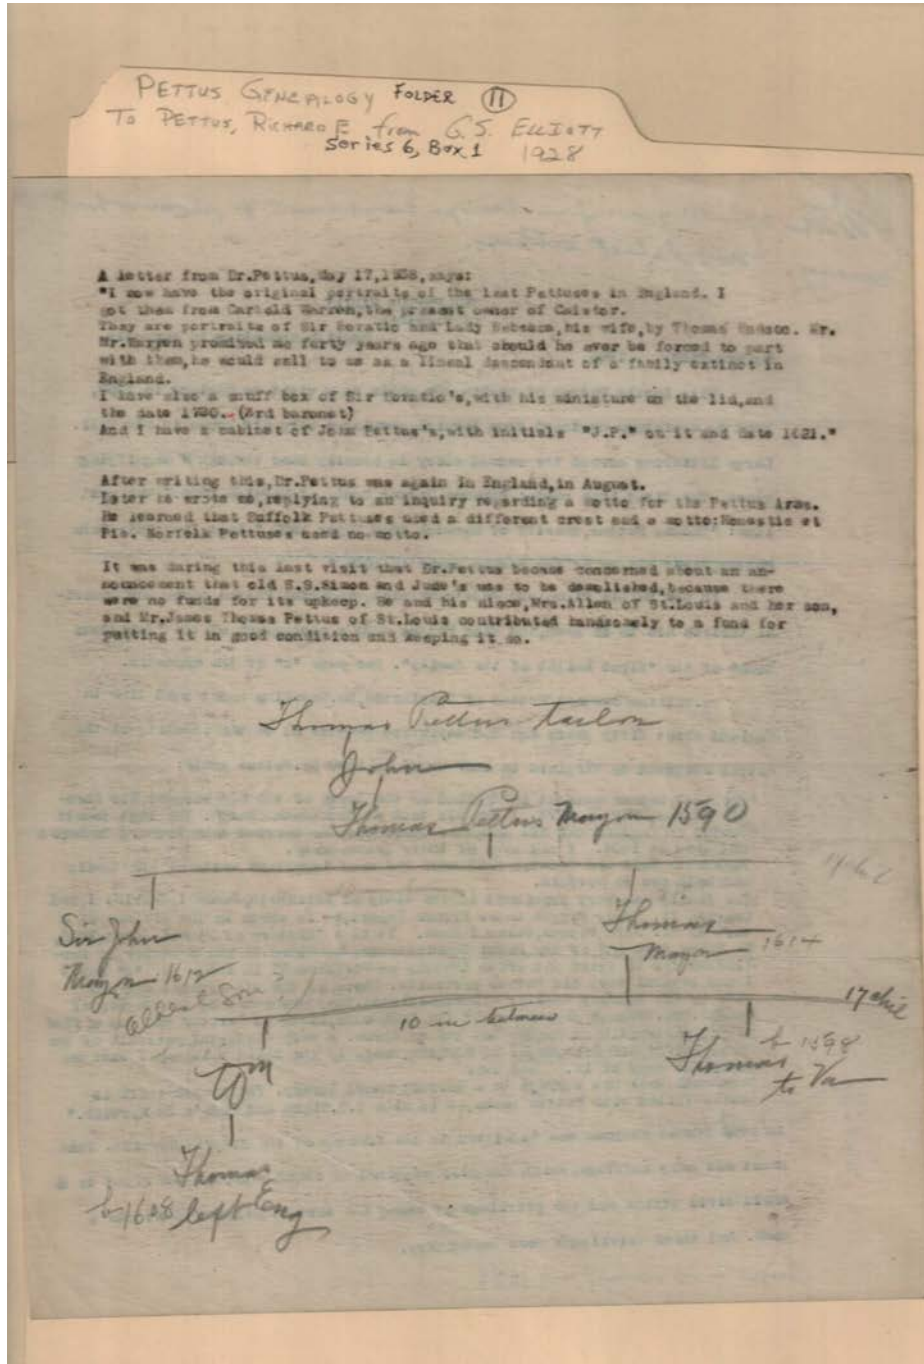 PETTUS GENEALOGY FOLDER 11
TO PETTUS, RICHARD E from G.S. ELLIOTT
Series 6, Box 1 1928
A letter from Dr.Pettus,May 17,1928,says:
"I now have the original portraits of the last Pettuses in England. I
got them from Warren,the present owner of Caistor.
They are portraits of Sir Horatio and Lady Rebecca,his wife,by Thomas Hudson. Mr.
Mr.Warren promised me forty years ago that should he ever be forced to part
with them,he would sell to us as a lineal descendant of a family extinct in
England.
I have also a snuff box of Sir Horatio's,with his miniature on the lid,and
the date 1730. (3rd baronet)
And I have a cabinet of John Pettus's,with initials "J.P." on it and date 1621."
After writing this,Dr.Pettus was again in England,in August.
Later he wrote me,replying to an inquiry regarding a motto for the Pettus Arms.
He learned that Suffolk Pettuses used a different crest and a motto: et
Pie. Norfolk Pettuses used no motto.
It was during this last visit that Dr.Pettus became concerned about an an-
nouncement that old S.S.Simon and Jude's was to be demolished,because there
were no funds for its upkeep. He and his niece,Mrs.Allen of St.Louis and her son,
and Mr.James Thomas Pettus of St.Louis contributed handsomely to a fund for
putting it in good condition and keeping it so.
Thomas Pettus tailor
John
Thomas Pettus Mayor 1590
Sir John
Mayor 1612
(oldest son?)
Thomas
Mayor 1614
10 in between
17 chil
Wm
Thomas b 1598
to Va
Thomas
b 1608 left Eng